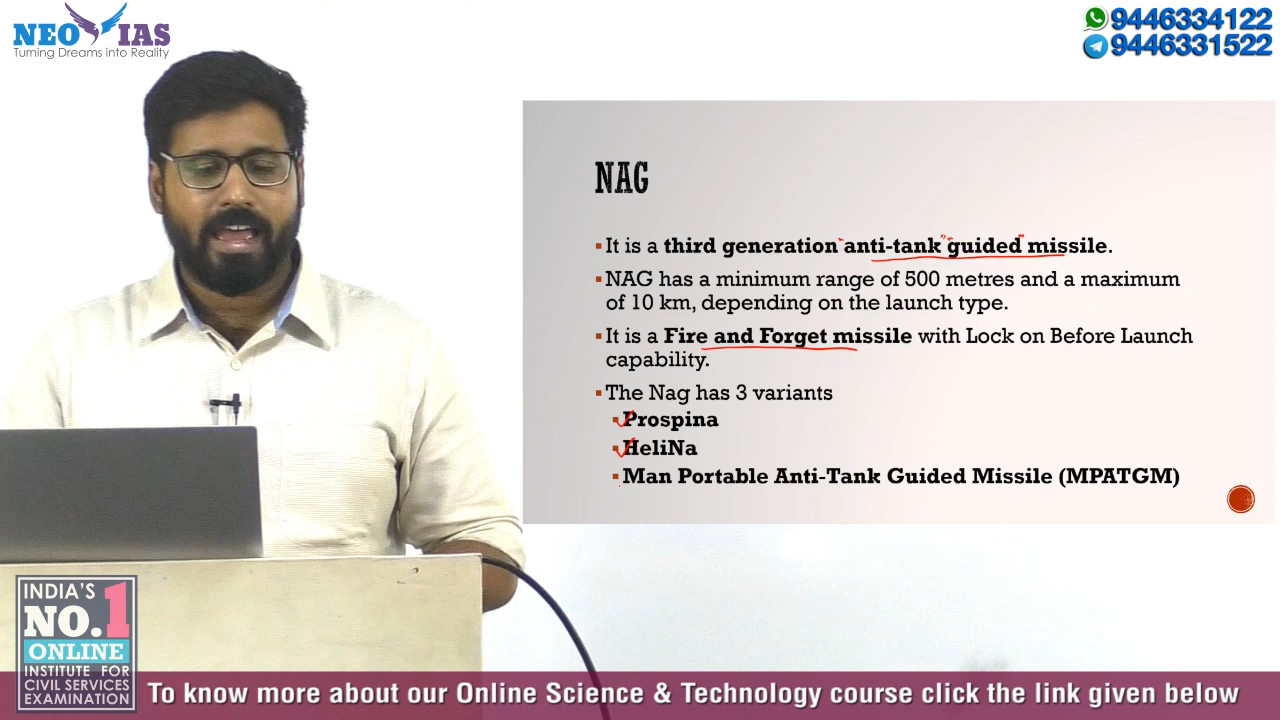 NEO IAS
Turning Dreams into Reality
9446334122
9446331522
NAG
It is a third generation anti-tank guided missile.
NAG has a minimum range of 500 metres and a maximum
of 10 km, depending on the launch type.
It is a Fire and Forget missile with Lock on Before Launch
capability.
The Nag has 3 variants
Prospina
HeliNa
Man Portable Anti-Tank Guided Missile (MPATGM)
INDIA'S
NO.1
ONLINE
INSTITUTE FOR
CIVIL SERVICES
EXAMINATION
To know more about our Online Science & Technology course click the link given below